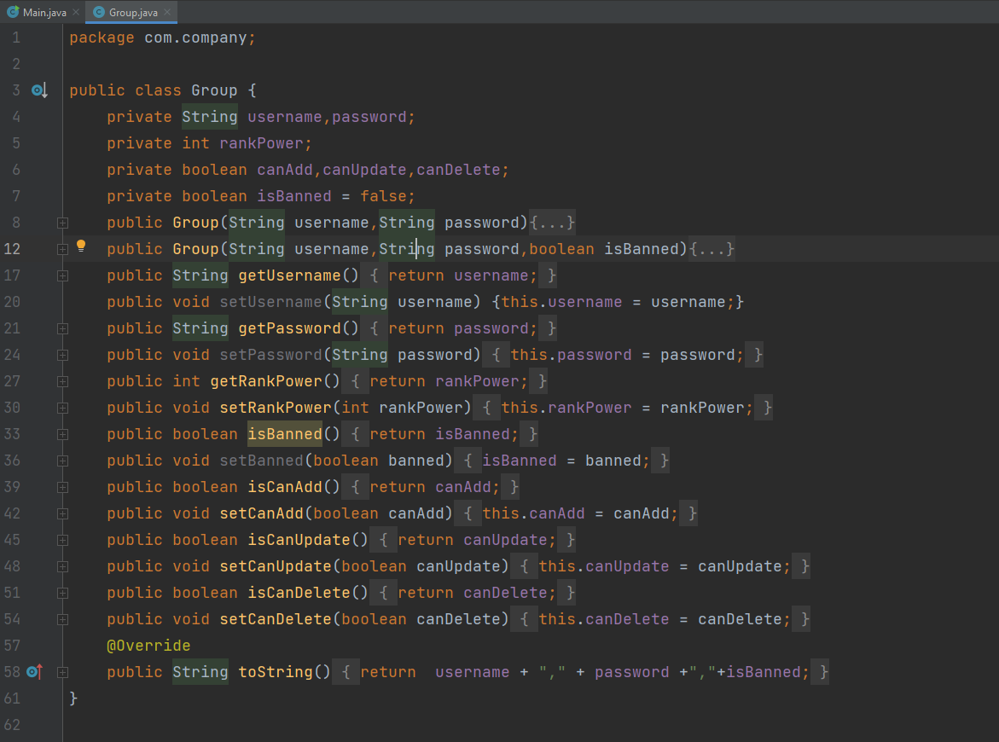 Main.java Group.java
1 package com.company;
2
3 public class Group {
4 private String username,password;
5 private int rankPower;
6 private boolean canAdd,canUpdate,canDelete;
7 private boolean isBanned = false;
8 public Group(String username,String password){...}
12 public Group(String username,String password,boolean isBanned){...}
17 public String getUsername() { return username; }
20 public void setUsername(String username) {this.username = username;}
21 public String getPassword() { return password; }
24 public void setPassword(String password) { this.password = password; }
27 public int getRankPower() { return rankPower; }
30 public void setRankPower(int rankPower) { this.rankPower = rankPower; }
33 public boolean isBanned() { return isBanned; }
36 public void setBanned(boolean banned) { isBanned = banned; }
39 public boolean isCanAdd() { return canAdd; }
42 public void setCanAdd(boolean canAdd) { this.canAdd = canAdd; }
45 public boolean isCanUpdate() { return canUpdate; }
48 public void setCanUpdate(boolean canUpdate) { this.canUpdate = canUpdate; }
51 public boolean isCanDelete() { return canDelete; }
54 public void setCanDelete(boolean canDelete) { this.canDelete = canDelete; }
57 @Override
58 public String toString() { return  username + "," + password +","+isBanned; }
61 }
62